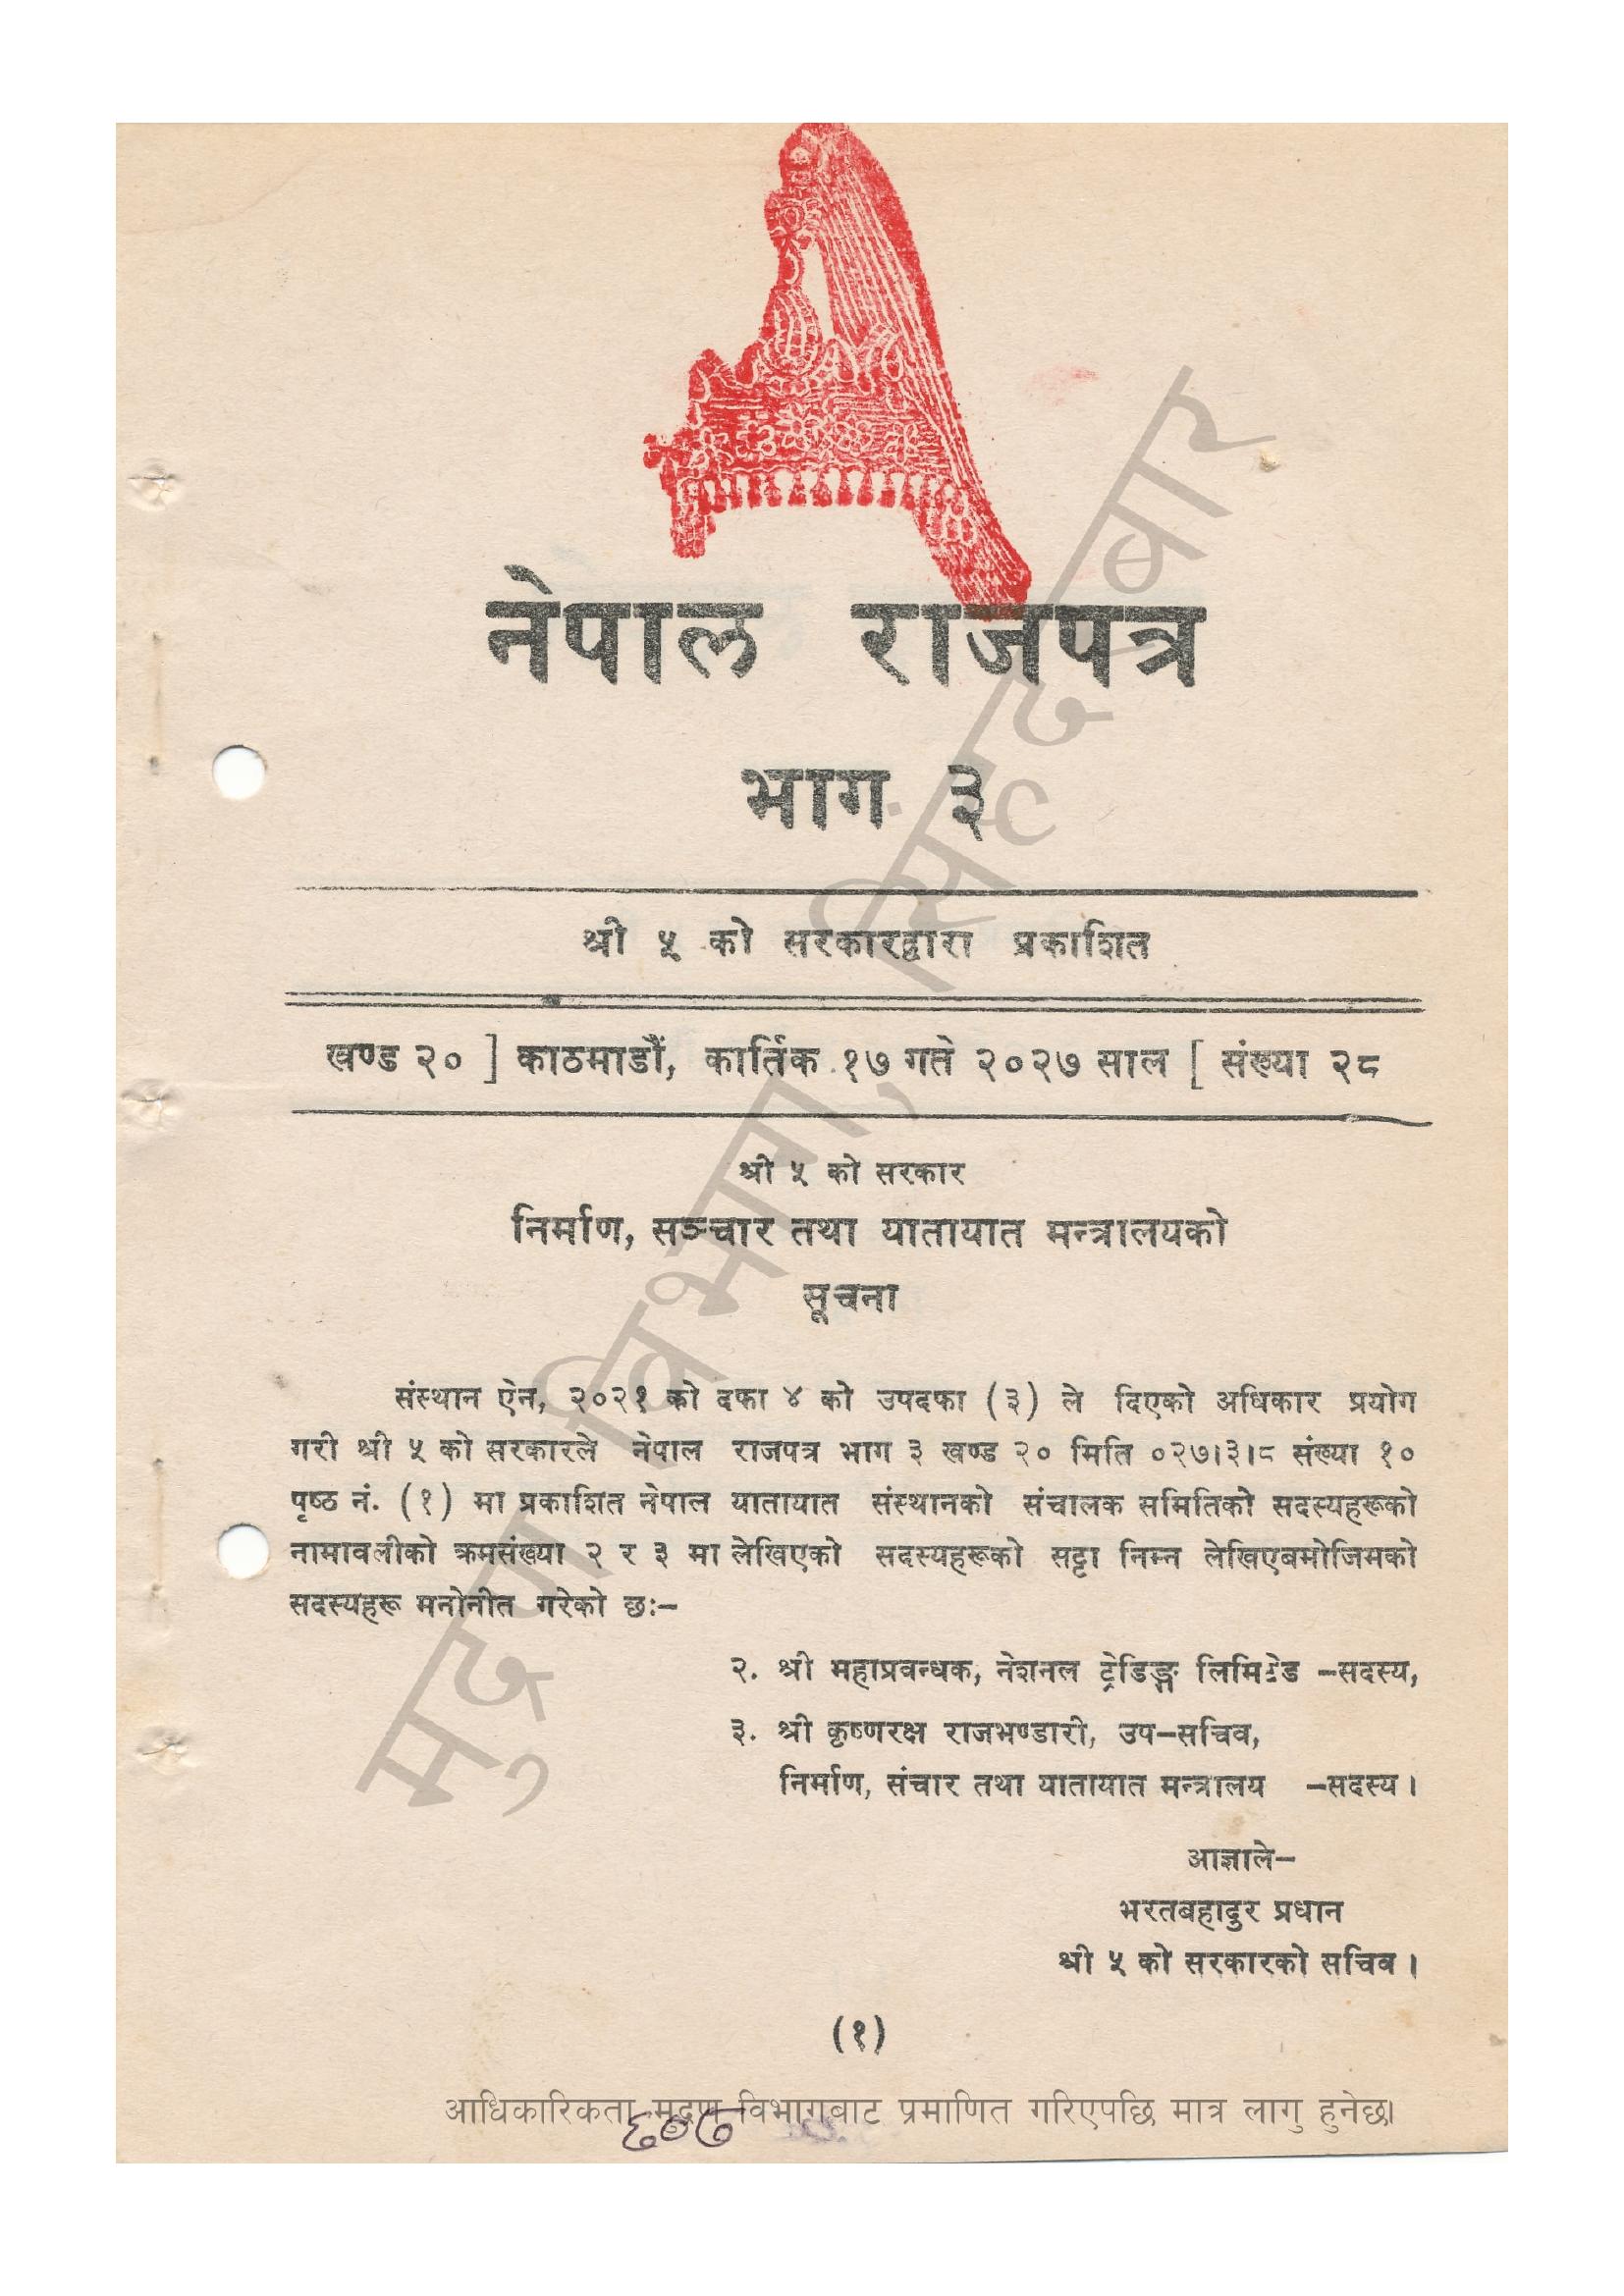 नेपाल राजपत्र
भाग ३
श्री ५ को सरकारद्वारा प्रकाशित
खण्ड २० ] काठमाडौं, कार्तिक १७ गते २०२७ साल [ संख्या २८
श्री ५ को सरकार
निर्माण, सञ्चार तथा यातायात मन्त्रालयको
सूचना
संस्थान ऐन, २०२१ को दफा ४ को उपदफा (३) ले दिएको अधिकार प्रयोग
गरी श्री ५ को सरकारले नेपाल राजपत्र भाग ३ खण्ड २० मिति ०२७।३।८ संख्या १०
पृष्ठ नं. (१) मा प्रकाशित नेपाल यातायात संस्थानको संचालक समितिको सदस्यहरूको
नामावलीको क्रमसंख्या २ र ३ मा लेखिएको सदस्यहरूको सट्टा निम्न लेखिएबमोजिमको
सदस्यहरू मनोनीत गरेको छः–
२. श्री महाप्रवन्धक, नेशनल ट्रेडिङ्ग लिमिटेड –सदस्य,
३. श्री कृष्णरक्ष राजभण्डारी, उप–सचिव,
निर्माण, संचार तथा यातायात मन्त्रालय –सदस्य ।
आज्ञाले–
भरतबहादुर प्रधान
श्री ५ को सरकारको सचिव ।
(१)
मुद्रण विभाग, सिंहदरवार
आधिकारिकता मुद्रण विभागबाट प्रमाणित गरिएपछि मात्र लागु हुनेछ।